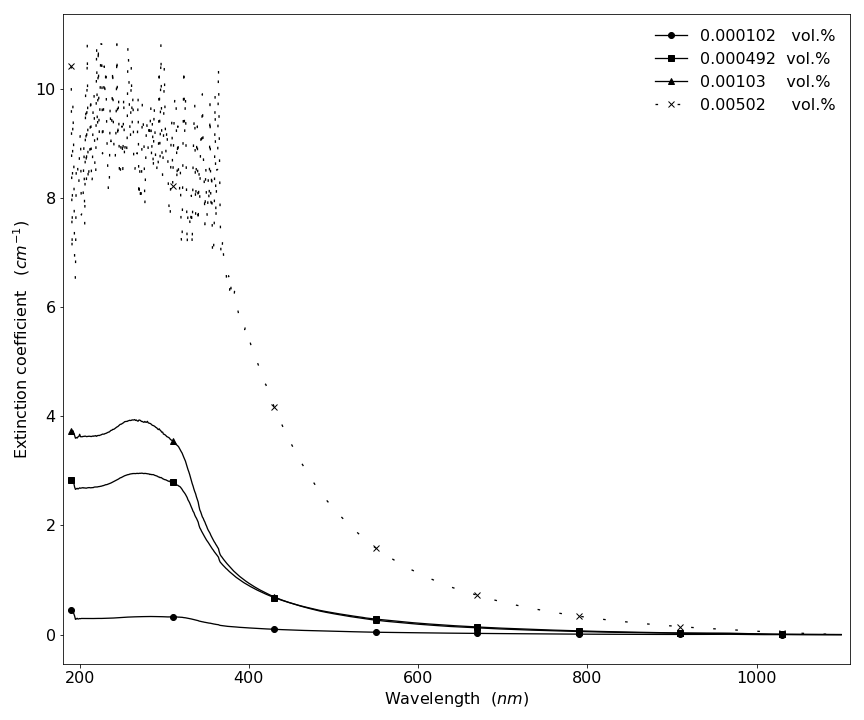 0.000102 vol.%
0.000492 vol.%
0.00103 vol.%
0.00502 vol.%
10
8
6
4
2
0
Extinction coefficient (cm⁻¹)
200 400 600 800 1000
Wavelength (nm)